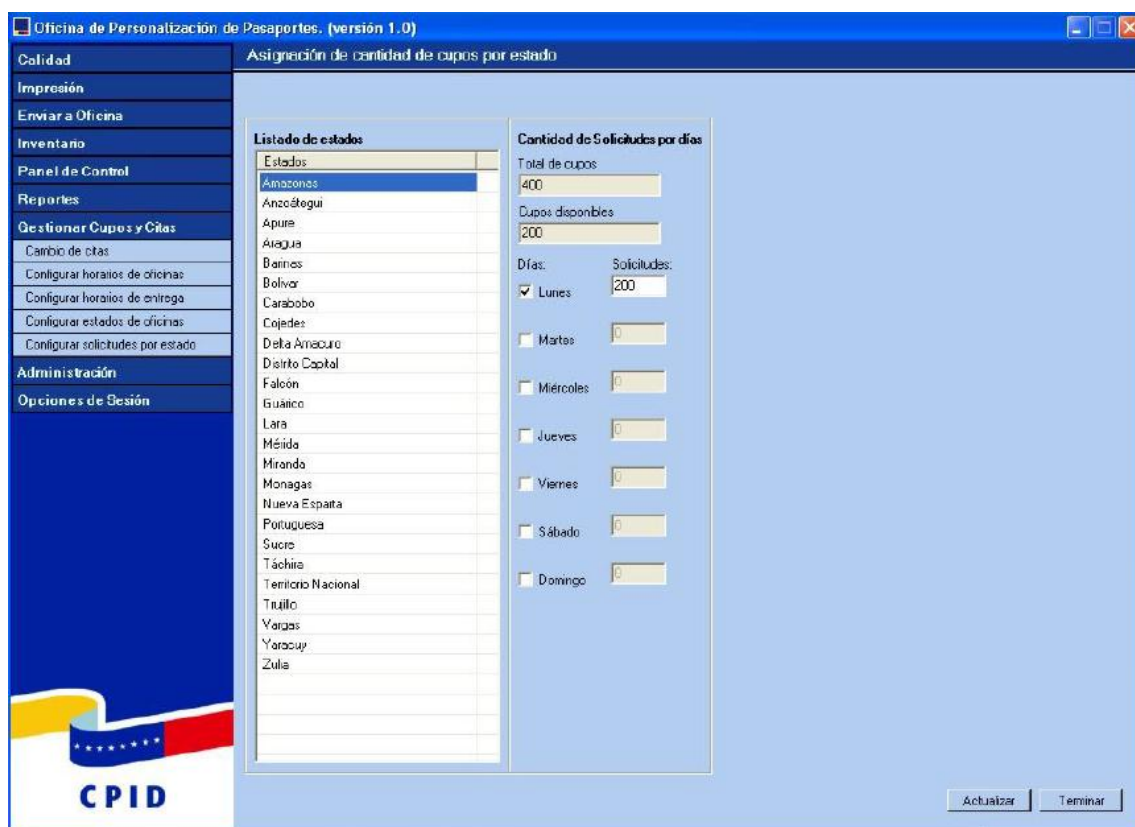 Oficina de Personalización de Pasaportes. (versión 1.0)
Calidad
Impresión
Enviar a Oficina
Inventario
Panel de Control
Reportes
Gestionar Cupos y Citas
Cambio de citas
Configurar horarios de oficinas
Configurar horarios de entrega
Configurar estados de oficinas
Configurar solicitudes por estado
Administración
Opciones de Sesión
CPID
Asignación de cantidad de cupos por estado
Listado de estados
Estados
Amazonas
Anzoátegui
Apure
Aragua
Barinas
Bolivar
Carabobo
Cojedes
Delta Amacuro
Distrito Capital
Falcón
Guárico
Lara
Mérida
Miranda
Monagas
Nueva Esparta
Portuguesa
Sucre
Táchira
Territorio Nacional
Trujillo
Vargas
Yaracuy
Zulia
Cantidad de Solicitudes por días
Total de cupos
400
Cupos disponibles
200
Días: Solicitudes:
Lunes 200
Martes 0
Miércoles 0
Jueves 0
Viernes 0
Sábado 0
Domingo 0
Actualizar Terminar